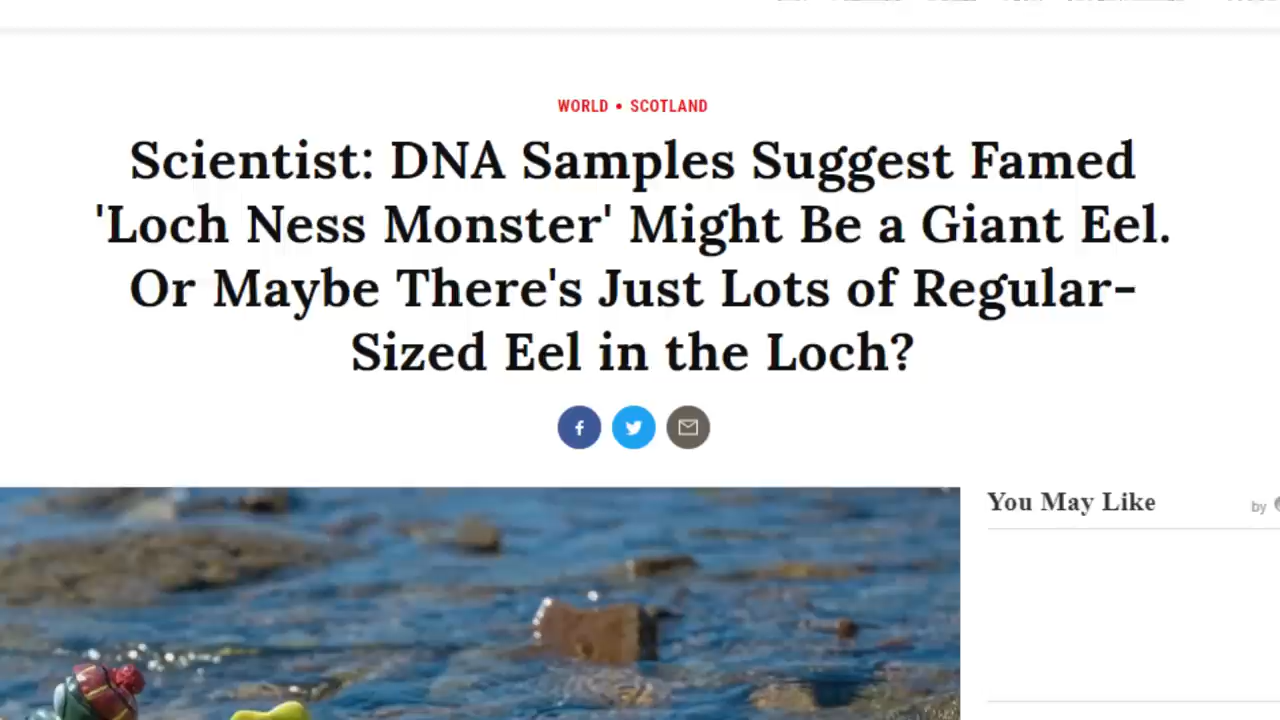 WORLD • SCOTLAND
Scientist: DNA Samples Suggest Famed
'Loch Ness Monster' Might Be a Giant Eel.
Or Maybe There's Just Lots of Regular-
Sized Eel in the Loch?
You May Like
by